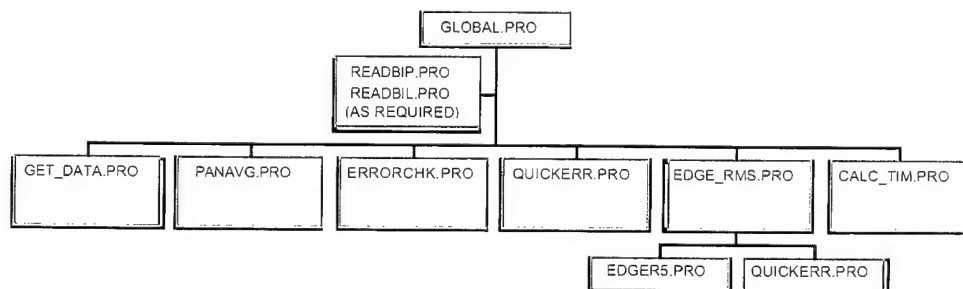 GLOBAL.PRO
READBIP.PRO
READBIL.PRO
(AS REQUIRED)
GET_DATA.PRO
PANAVG.PRO
ERRORCHK.PRO
QUICKERR.PRO
EDGE_RMS.PRO
CALC_TIM.PRO
EDGER5.PRO
QUICKERR.PRO